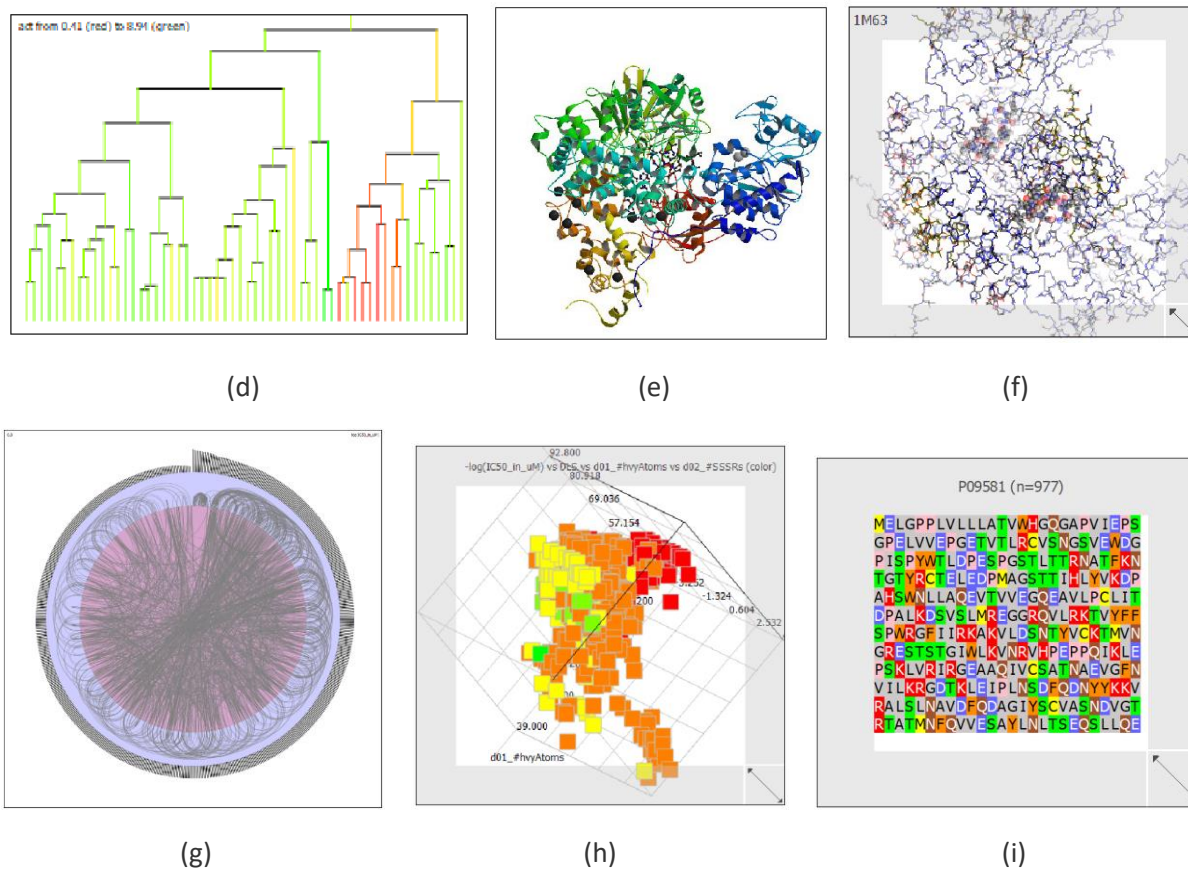 act from 0.41 (red) to 8.94 (green)
1M63
(d)
(e)
(f)
92.800
-log(IC50_in_uM) vs DLS vs d01_#hvyAtoms vs d02_#SSSRs (color)
80.918
69.036
57.154
-1.324
0.604
2.532
39.000
d01_#hvyAtoms
P09581 (n=977)
MELGPPLVLLLATVWHGQGAPVIEPS
GPELVVEPGETVTLRCVSNGSVEWDG
PISPYWTLDPESPGSTLTTRNATFKN
TGTYRCTELEDPMAGSTTIHLYVKDP
AHSWNLLAQEVTVVEGQEAVLPCLIT
DPALKDSVSLMREGGRQVLRKTVYFF
SPWRGFIIRKAKVLDSNTYVCKTMVN
GRESTSTGIWLKVNRVHPEPPQIKLE
PSKLVRIRGEAAQIVCSATNAEVGFN
VILKRGDTKLEIPLNSDFQDNYYKKV
RALSLNAVDFQDAGIYSCVASNDVGT
RTATMNFQVVESAYLNLTSEQSLLQE
(g)
(h)
(i)